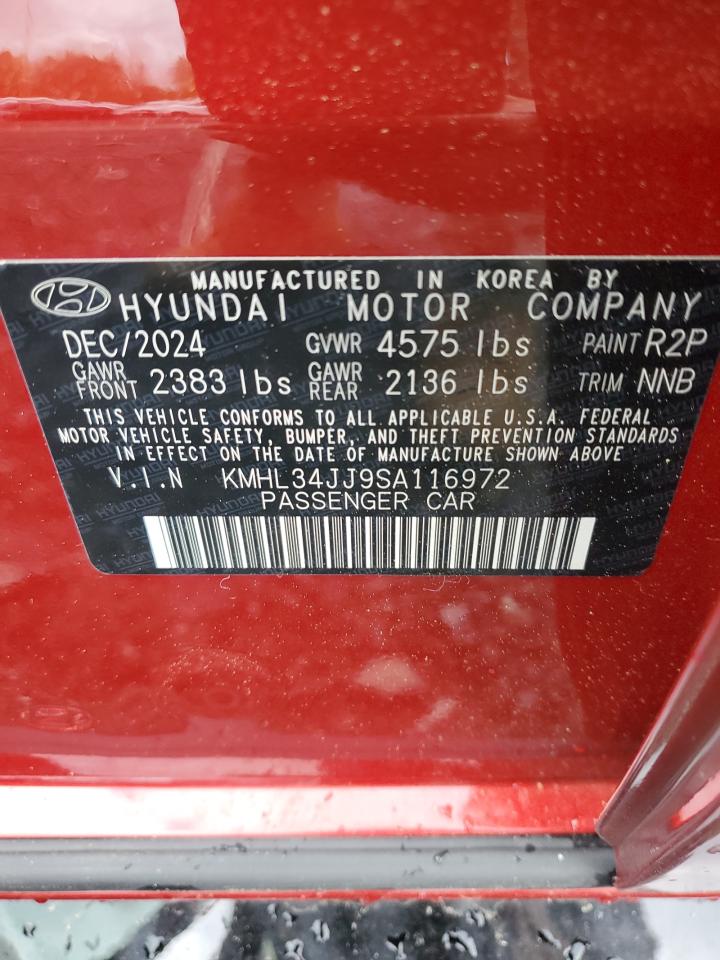 MANUFACTURED IN KOREA BY
HYUNDAI MOTOR COMPANY
DEC/2024 GVWR 4575 lbs PAINT R2P
GAWR FRONT 2383 lbs GAWR REAR 2136 lbs TRIM NNB
THIS VEHICLE CONFORMS TO ALL APPLICABLE U.S.A. FEDERAL
MOTOR VEHICLE SAFETY, BUMPER, AND THEFT PREVENTION STANDARDS
IN EFFECT ON THE DATE OF MANUFACTURE SHOWN ABOVE
V.I.N KMHL34JJ9SA116972
PASSENGER CAR